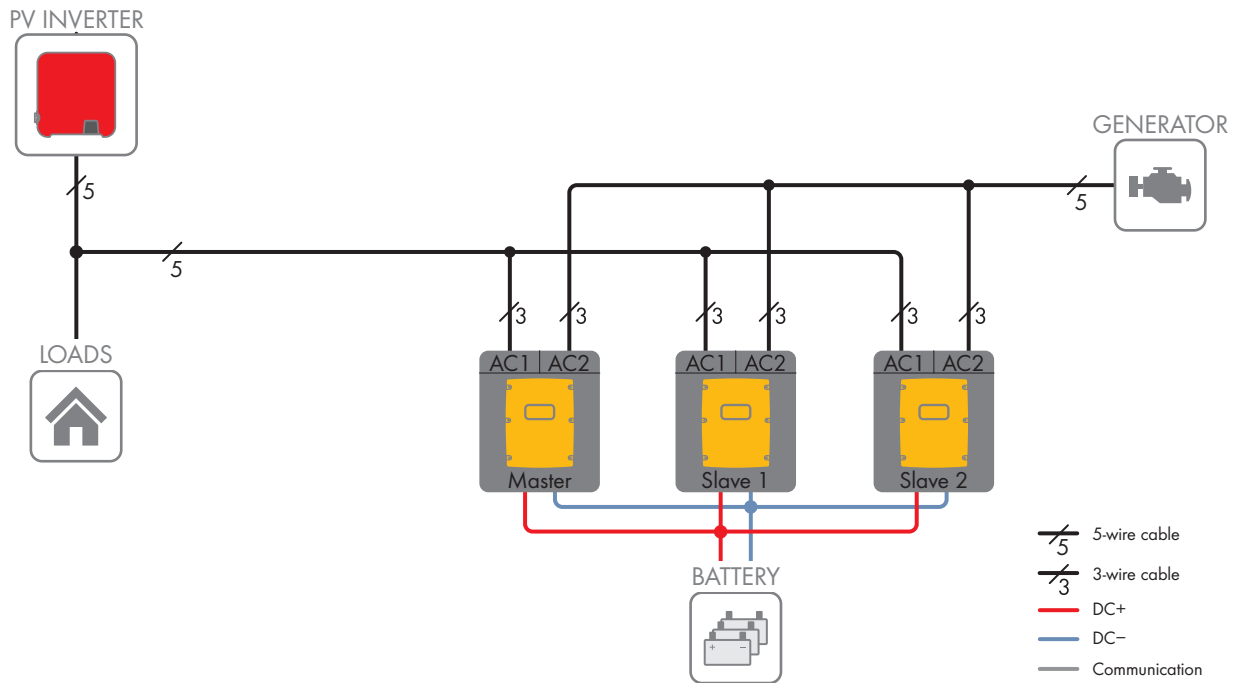 PV INVERTER
GENERATOR
5
5
5
3
3
3
3
3
3
LOADS
AC1 AC2
AC1 AC2
AC1 AC2
Master
Slave 1
Slave 2
BATTERY
+ −
5 5-wire cable
3 3-wire cable
DC+
DC−
Communication